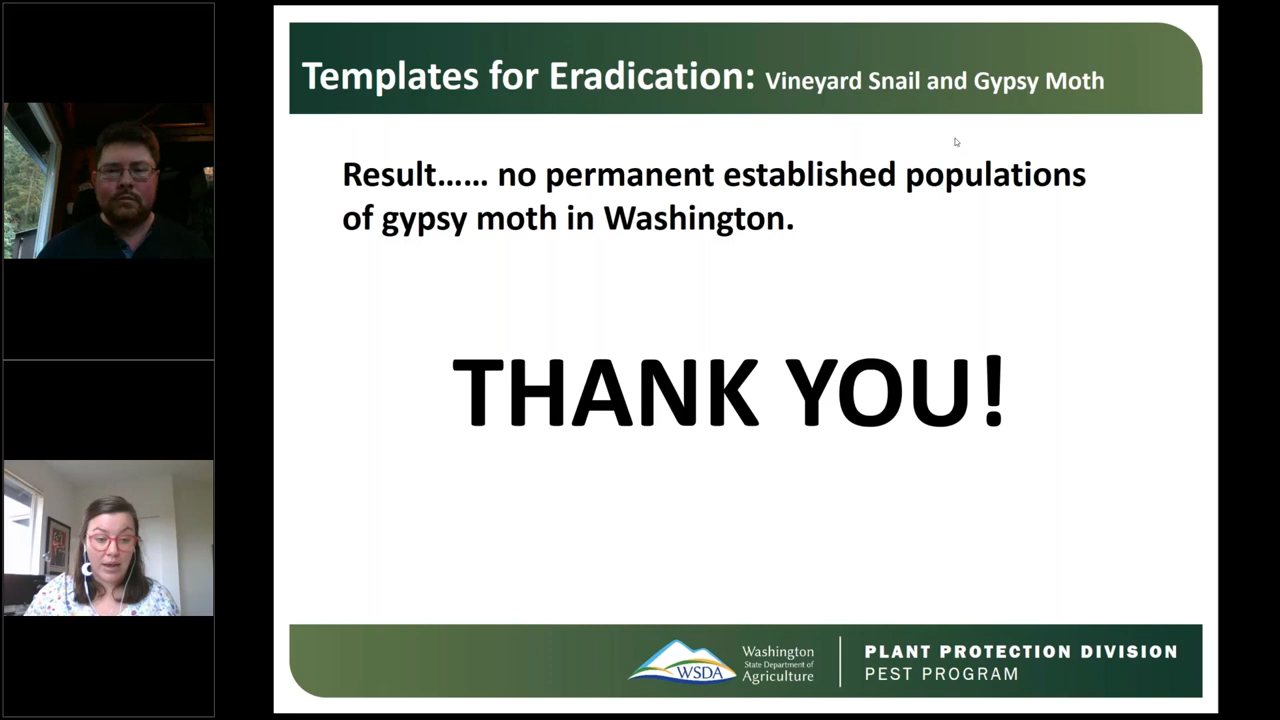 Templates for Eradication: Vineyard Snail and Gypsy Moth
Result…… no permanent established populations
of gypsy moth in Washington.
THANK YOU!
WSDA
Washington
State Department of
Agriculture
PLANT PROTECTION DIVISION
PEST PROGRAM